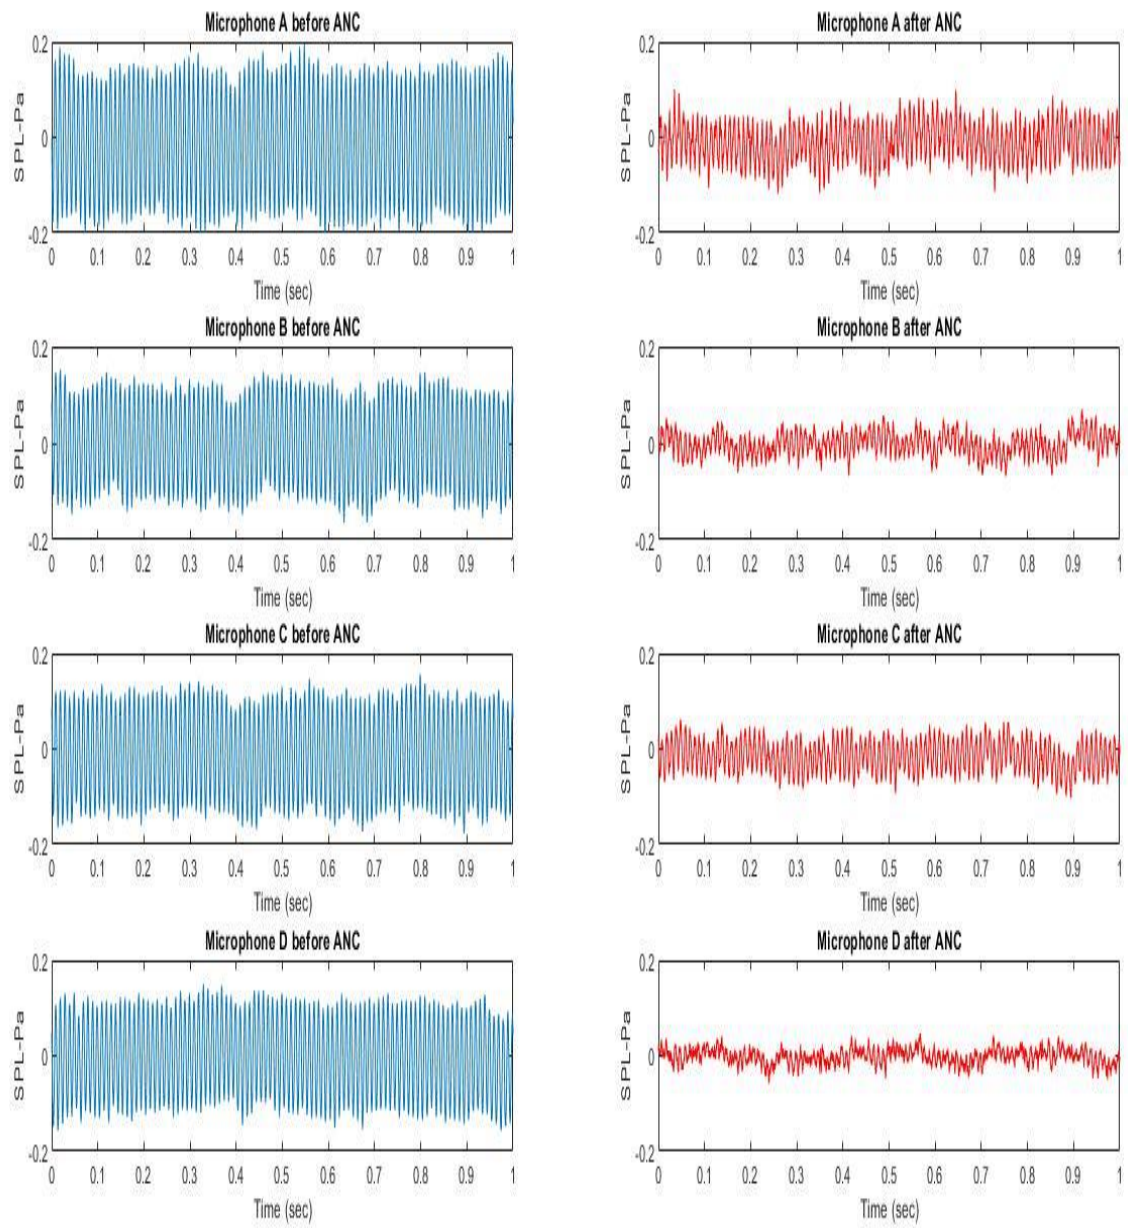 Microphone A before ANC
SPL-Pa
0.2
0
-0.2
0 0.1 0.2 0.3 0.4 0.5 0.6 0.7 0.8 0.9 1
Time (sec)
Microphone A after ANC
SPL-Pa
0.2
0
-0.2
0 0.1 0.2 0.3 0.4 0.5 0.6 0.7 0.8 0.9 1
Time (sec)
Microphone B before ANC
SPL-Pa
0.2
0
-0.2
0 0.1 0.2 0.3 0.4 0.5 0.6 0.7 0.8 0.9 1
Time (sec)
Microphone B after ANC
SPL-Pa
0.2
0
-0.2
0 0.1 0.2 0.3 0.4 0.5 0.6 0.7 0.8 0.9 1
Time (sec)
Microphone C before ANC
SPL-Pa
0.2
0
-0.2
0 0.1 0.2 0.3 0.4 0.5 0.6 0.7 0.8 0.9 1
Time (sec)
Microphone C after ANC
SPL-Pa
0.2
0
-0.2
0 0.1 0.2 0.3 0.4 0.5 0.6 0.7 0.8 0.9 1
Time (sec)
Microphone D before ANC
SPL-Pa
0.2
0
-0.2
0 0.1 0.2 0.3 0.4 0.5 0.6 0.7 0.8 0.9 1
Time (sec)
Microphone D after ANC
SPL-Pa
0.2
0
-0.2
0 0.1 0.2 0.3 0.4 0.5 0.6 0.7 0.8 0.9 1
Time (sec)